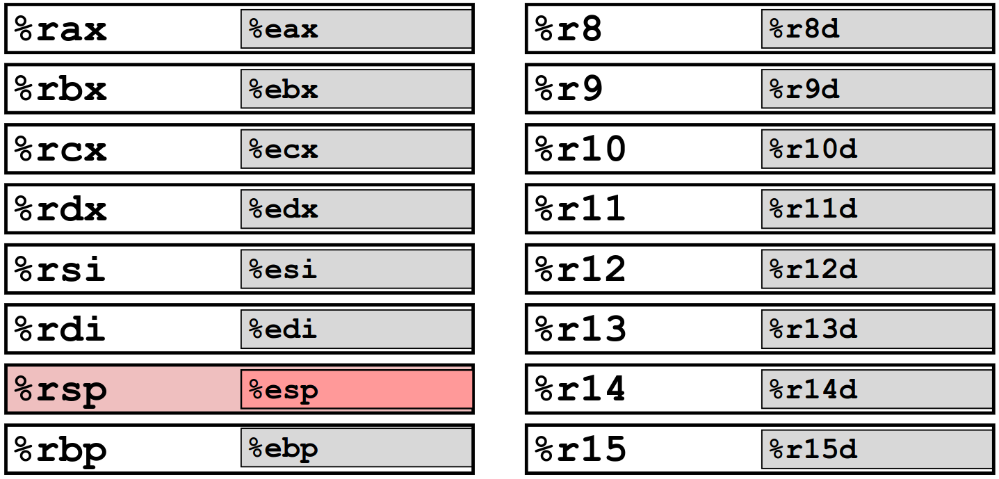 %rax %eax %r8 %r8d
%rbx %ebx %r9 %r9d
%rcx %ecx %r10 %r10d
%rdx %edx %r11 %r11d
%rsi %esi %r12 %r12d
%rdi %edi %r13 %r13d
%rsp %esp %r14 %r14d
%rbp %ebp %r15 %r15d